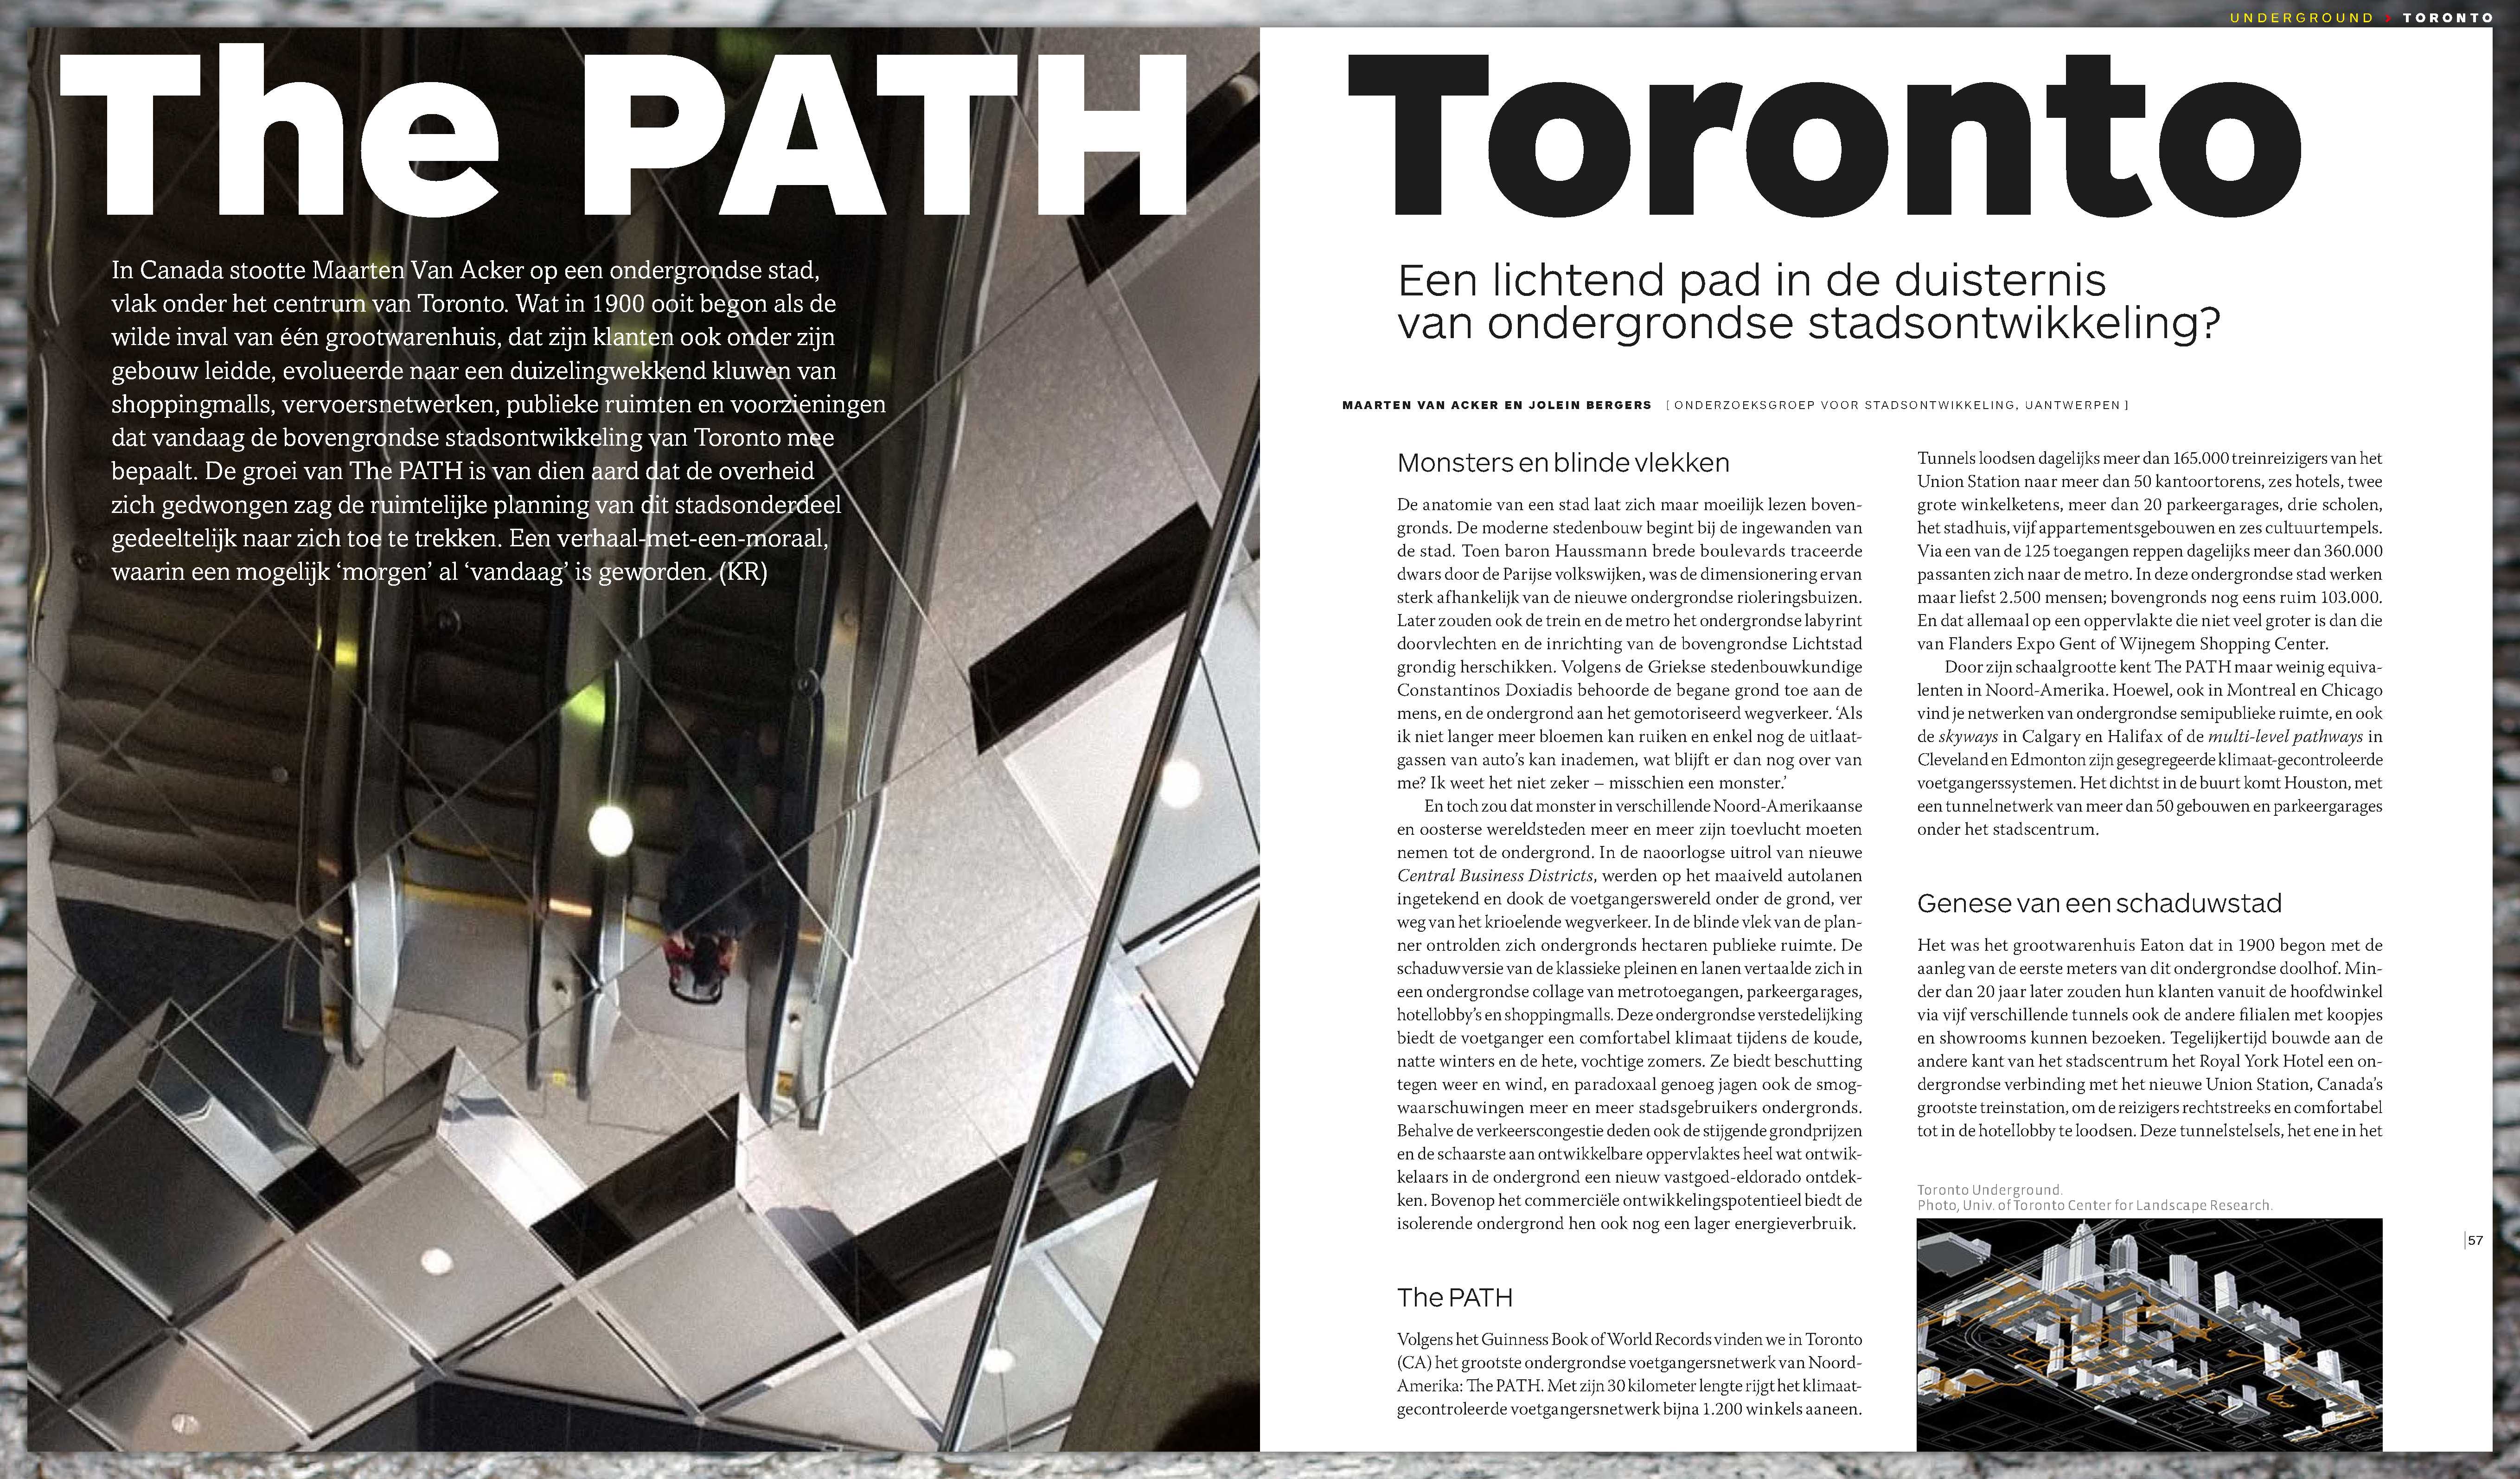 UNDERGROUND > TORONTO
The PATH
In Canada stootte Maarten Van Acker op een ondergrondse stad,
vlak onder het centrum van Toronto. Wat in 1900 ooit begon als de
wilde inval van één grootwarenhuis, dat zijn klanten ook onder zijn
gebouw leidde, evolueerde naar een duizelingwekkend kluwen van
shoppingmalls, vervoersnetwerken, publieke ruimten en voorzieningen
dat vandaag de bovengrondse stadsontwikkeling van Toronto mee
bepaalt. De groei van The PATH is van dien aard dat de overheid
zich gedwongen zag de ruimtelijke planning van dit stadsonderdeel
gedeeltelijk naar zich toe te trekken. Een verhaal-met-een-moraal,
waarin een mogelijk ‘morgen’ al ‘vandaag’ is geworden. (KR)
Toronto
Een lichtend pad in de duisternis
van ondergrondse stadsontwikkeling?
MAARTEN VAN ACKER EN JOLEIN BERGERS [ ONDERZOEKSGROEP VOOR STADSONTWIKKELING, UANTWERPEN ]
Monsters en blinde vlekken
De anatomie van een stad laat zich maar moeilijk lezen boven-
gronds. De moderne stedenbouw begint bij de ingewanden van
de stad. Toen baron Haussmann brede boulevards traceerde
dwars door de Parijse volkswijken, was de dimensionering ervan
sterk afhankelijk van de nieuwe ondergrondse rioleringsbuizen.
Later zouden ook de trein en de metro het ondergrondse labyrint
doorvlechten en de inrichting van de bovengrondse Lichtstad
grondig herschikken. Volgens de Griekse stedenbouwkundige
Constantinos Doxiadis behoorde de begane grond toe aan de
mens, en de ondergrond aan het gemotoriseerd wegverkeer. ‘Als
ik niet langer meer bloemen kan ruiken en enkel nog de uitlaat-
gassen van auto’s kan inademen, wat blijft er dan nog over van
me? Ik weet het niet zeker – misschien een monster.’
En toch zou dat monster in verschillende Noord-Amerikaanse
en oosterse wereldsteden meer en meer zijn toevlucht moeten
nemen tot de ondergrond. In de naoorlogse uitrol van nieuwe
Central Business Districts, werden op het maaiveld autolanen
ingetekend en dook de voetgangerswereld onder de grond, ver
weg van het krioelende wegverkeer. In de blinde vlek van de plan-
ner ontrolden zich ondergronds hectaren publieke ruimte. De
schaduwversie van de klassieke pleinen en lanen vertaalde zich in
een ondergrondse collage van metrotoegangen, parkeergarages,
hotellobby’s en shoppingmalls. Deze ondergrondse verstedelijking
biedt de voetganger een comfortabel klimaat tijdens de koude,
natte winters en de hete, vochtige zomers. Ze biedt beschutting
tegen weer en wind, en paradoxaal genoeg jagen ook de smog-
waarschuwingen meer en meer stadsgebruikers ondergronds.
Behalve de verkeerscongestie deden ook de stijgende grondprijzen
en de schaarste aan ontwikkelbare oppervlaktes heel wat ontwik-
kelaars in de ondergrond een nieuw vastgoed-eldorado ontdek-
ken. Bovenop het commerciële ontwikkelingspotentieel biedt de
isolerende ondergrond hen ook nog een lager energieverbruik.
The PATH
Volgens het Guinness Book of World Records vinden we in Toronto
(CA) het grootste ondergrondse voetgangersnetwerk van Noord-
Amerika: The PATH. Met zijn 30 kilometer lengte rijgt het klimaat-
gecontroleerde voetgangersnetwerk bijna 1.200 winkels aaneen.
Tunnels loodsen dagelijks meer dan 165.000 treinreizigers van het
Union Station naar meer dan 50 kantoortorens, zes hotels, twee
grote winkelketens, meer dan 20 parkeergarages, drie scholen,
het stadhuis, vijf appartementsgebouwen en zes cultuurtempels.
Via een van de 125 toegangen reppen dagelijks meer dan 360.000
passanten zich naar de metro. In deze ondergrondse stad werken
maar liefst 2.500 mensen; bovengronds nog eens ruim 103.000.
En dat allemaal op een oppervlakte die niet veel groter is dan die
van Flanders Expo Gent of Wijnegem Shopping Center.
Door zijn schaalgrootte kent The PATH maar weinig equiva-
lenten in Noord-Amerika. Hoewel, ook in Montreal en Chicago
vind je netwerken van ondergrondse semipublieke ruimte, en ook
de skyways in Calgary en Halifax of de multi-level pathways in
Cleveland en Edmonton zijn gesegregeerde klimaat-gecontroleerde
voetgangerssystemen. Het dichtst in de buurt komt Houston, met
een tunnelnetwerk van meer dan 50 gebouwen en parkeergarages
onder het stadscentrum.
Genese van een schaduwstad
Het was het grootwarenhuis Eaton dat in 1900 begon met de
aanleg van de eerste meters van dit ondergrondse doolhof. Min-
der dan 20 jaar later zouden hun klanten vanuit de hoofdwinkel
via vijf verschillende tunnels ook de andere filialen met koopjes
en showrooms kunnen bezoeken. Tegelijkertijd bouwde aan de
andere kant van het stadscentrum het Royal York Hotel een on-
dergrondse verbinding met het nieuwe Union Station, Canada’s
grootste treinstation, om de reizigers rechtstreeks en comfortabel
tot in de hotellobby te loodsen. Deze tunnelstelsels, het ene in het
Toronto Underground.
Photo, Univ. of Toronto Center for Landscape Research.
|57